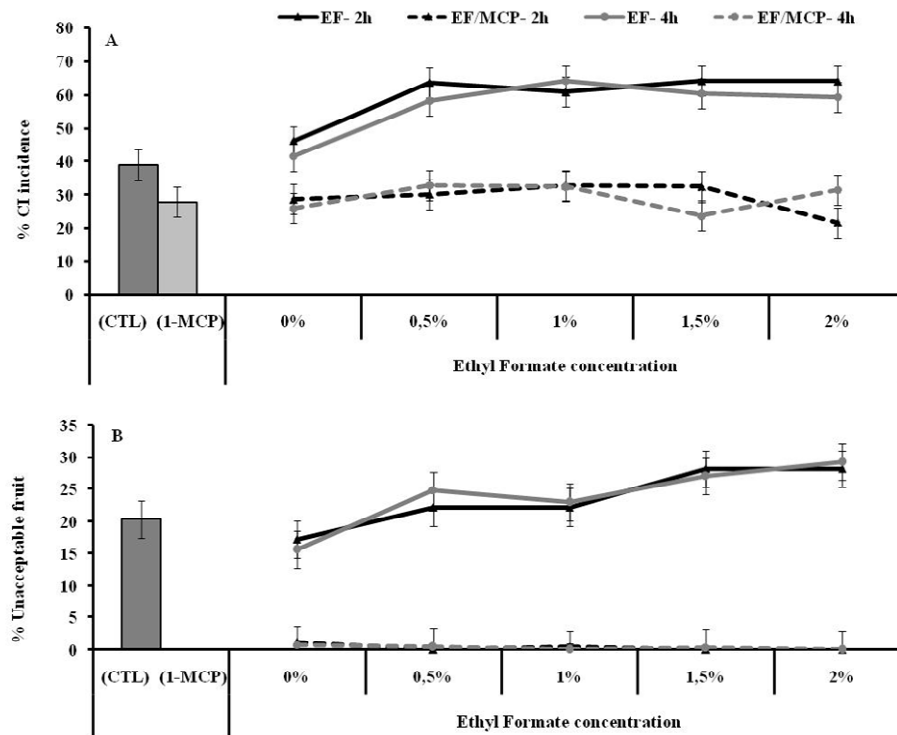 EF- 2h EF/MCP- 2h EF- 4h EF/MCP- 4h
A
% CI incidence
80
70
60
50
40
30
20
10
0
(CTL) (1-MCP) 0% 0,5% 1% 1,5% 2%
Ethyl Formate concentration
B
% Unacceptable fruit
35
30
25
20
15
10
5
0
(CTL) (1-MCP) 0% 0,5% 1% 1,5% 2%
Ethyl Formate concentration